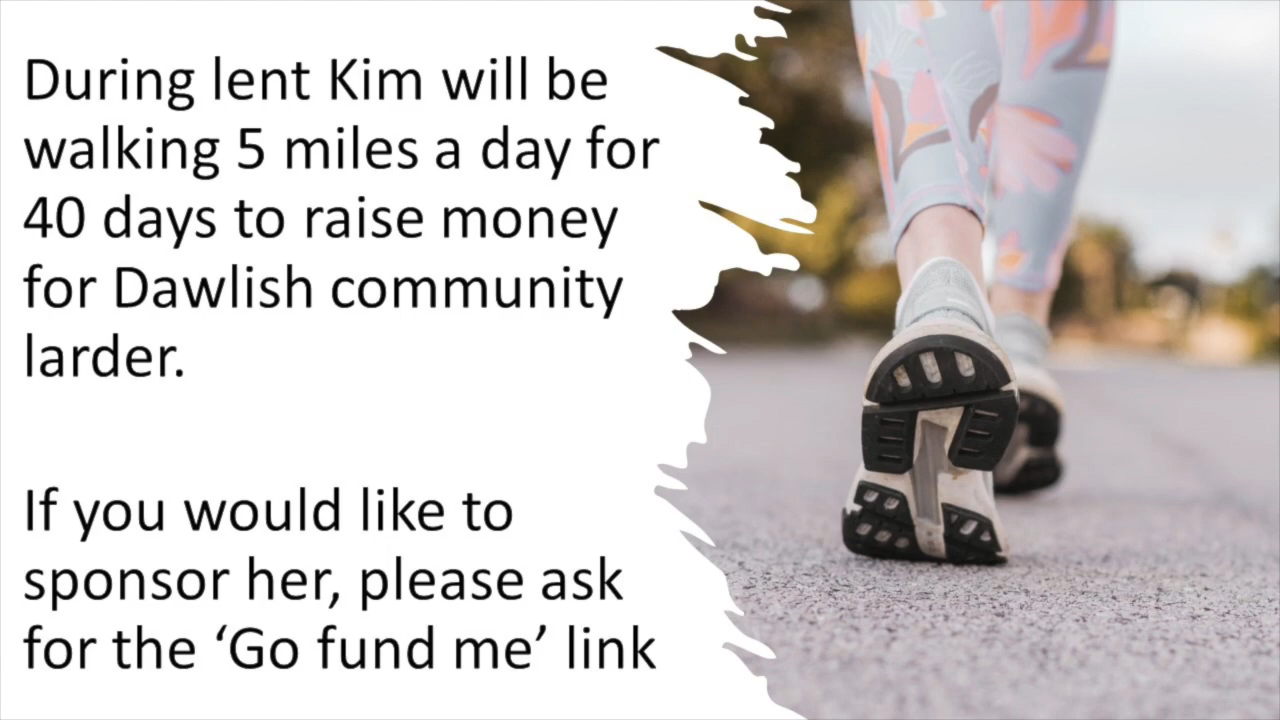 During lent Kim will be
walking 5 miles a day for
40 days to raise money
for Dawlish community
larder.
If you would like to
sponsor her, please ask
for the ‘Go fund me’ link